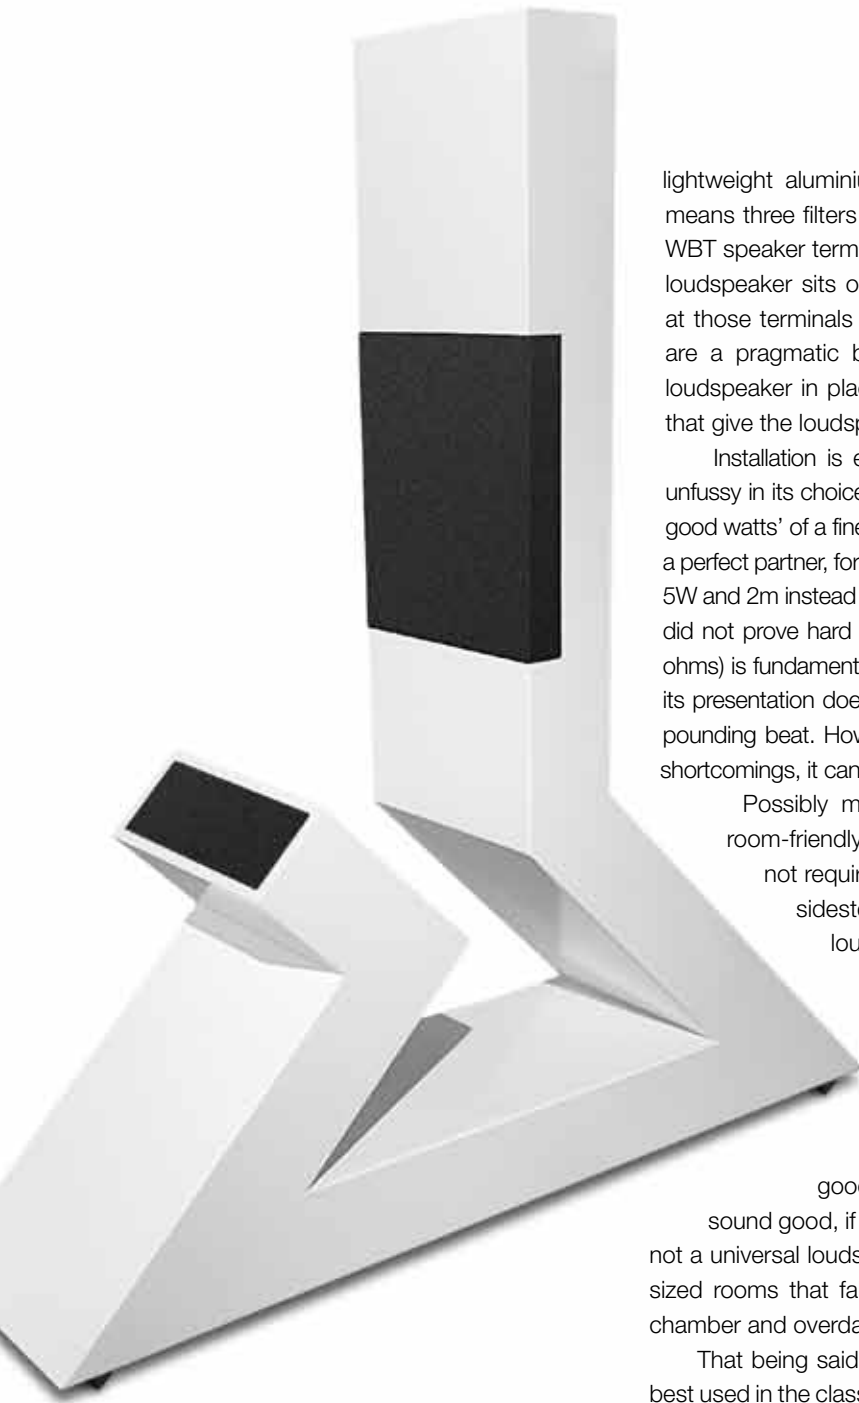 lightweight aluminiu
means three filters
WBT speaker term
loudspeaker sits o
at those terminals
are a pragmatic b
loudspeaker in plac
that give the loudsp
Installation is e
unfussy in its choice
good watts’ of a fine
a perfect partner, for
5W and 2m instead
did not prove hard
ohms) is fundament
its presentation doe
pounding beat. How
shortcomings, it can
Possibly m
room-friendly
not requir
sideste
lou
good
sound good, if
not a universal louds
sized rooms that fa
chamber and overda
That being said
best used in the clas